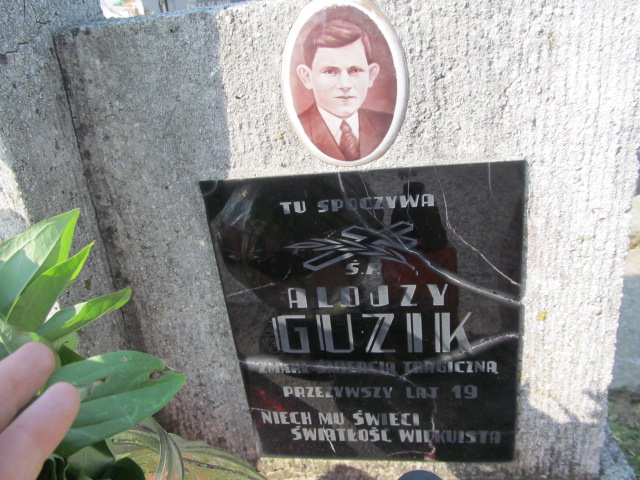 TU SPOCZYWA
Ś.P.
ALOJZY
GUZIK
ZMARŁ ŚMIERCIĄ TRAGICZNĄ
PRZEŻYWSZY LAT 19
NIECH MU ŚWIECI
ŚWIATŁOŚĆ WIEKUISTA